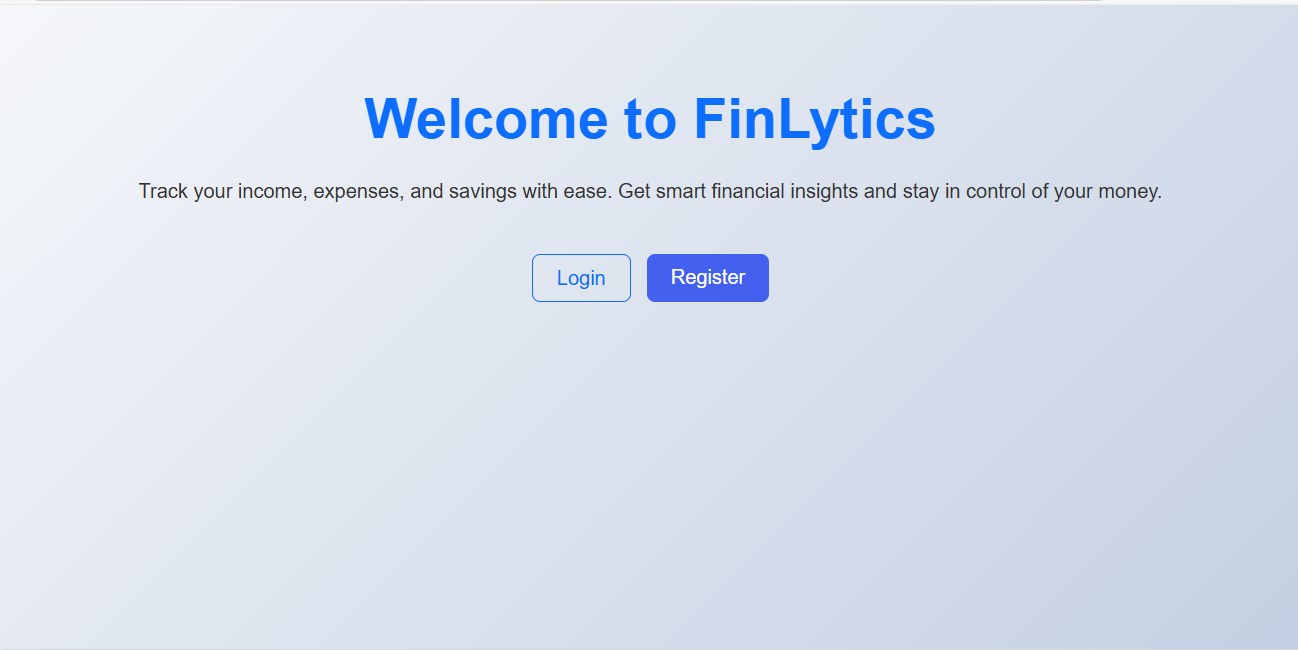 Welcome to FinLytics
Track your income, expenses, and savings with ease. Get smart financial insights and stay in control of your money.
Login
Register